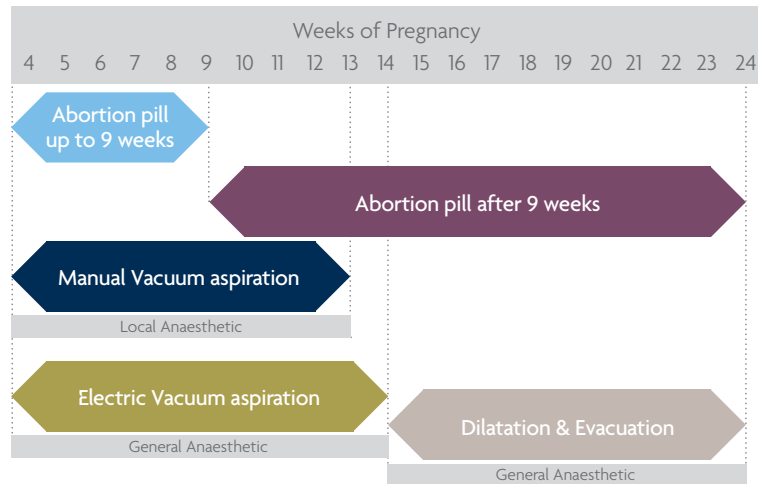 Weeks of Pregnancy
4 5 6 7 8 9 10 11 12 13 14 15 16 17 18 19 20 21 22 23 24
Abortion pill
up to 9 weeks
Abortion pill after 9 weeks
Manual Vacuum aspiration
Local Anaesthetic
Electric Vacuum aspiration
General Anaesthetic
Dilatation & Evacuation
General Anaesthetic